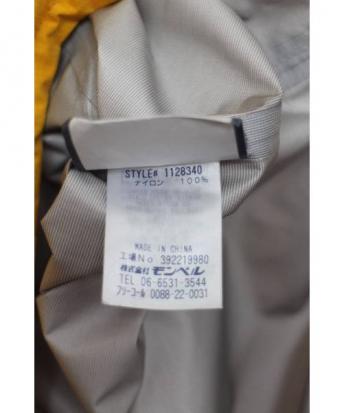 STYLE# 1128340
ナイロン 100%
MADE IN CHINA
工場No 392219980
株式会社モンベル
TEL 06-6531-3544
フリーコール 0088-22-0031